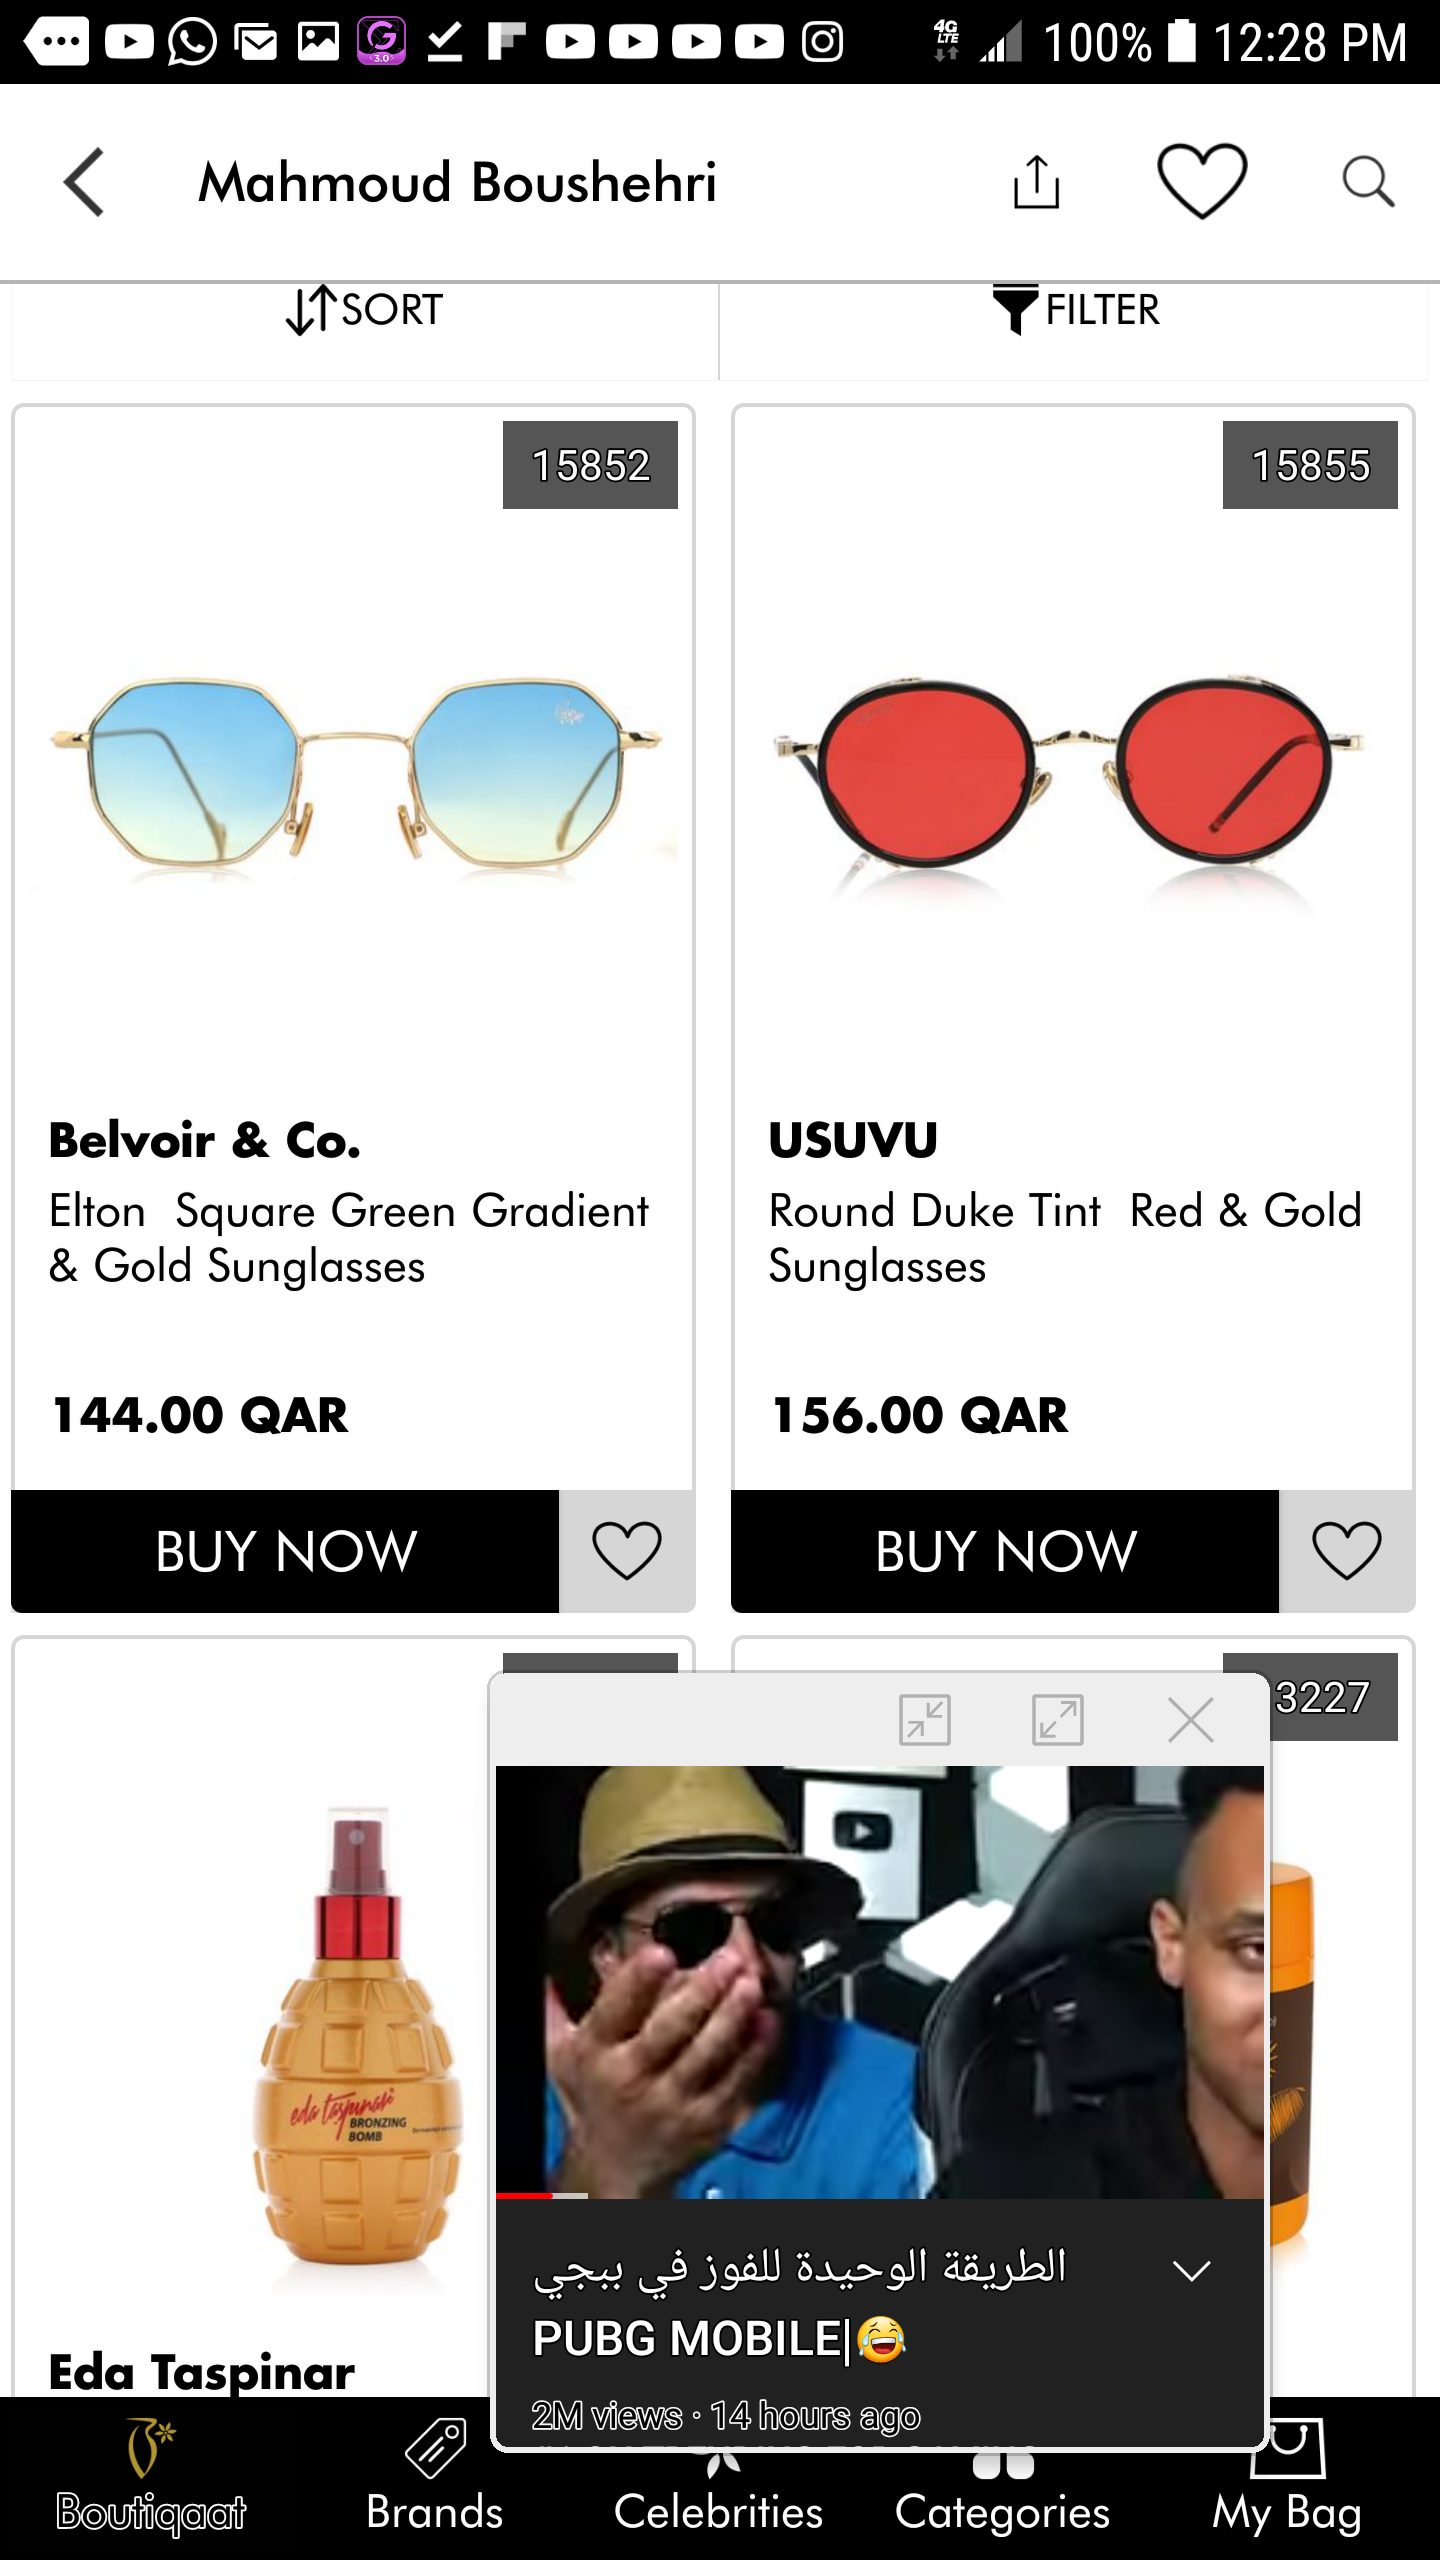 100% 12:28 PM
Mahmoud Boushehri
SORT
FILTER
15852
15855
Belvoir & Co.
Elton Square Green Gradient
& Gold Sunglasses
144.00 QAR
USUVU
Round Duke Tint Red & Gold
Sunglasses
156.00 QAR
BUY NOW
BUY NOW
3227
eda taspinar
BRONZING
BOMB
Eda Taspinar
الطريقة الوحيدة للفوز في ببجي
PUBG MOBILE|😂
2M views · 14 hours ago
Boutiqaat
Brands
Celebrities
Categories
My Bag